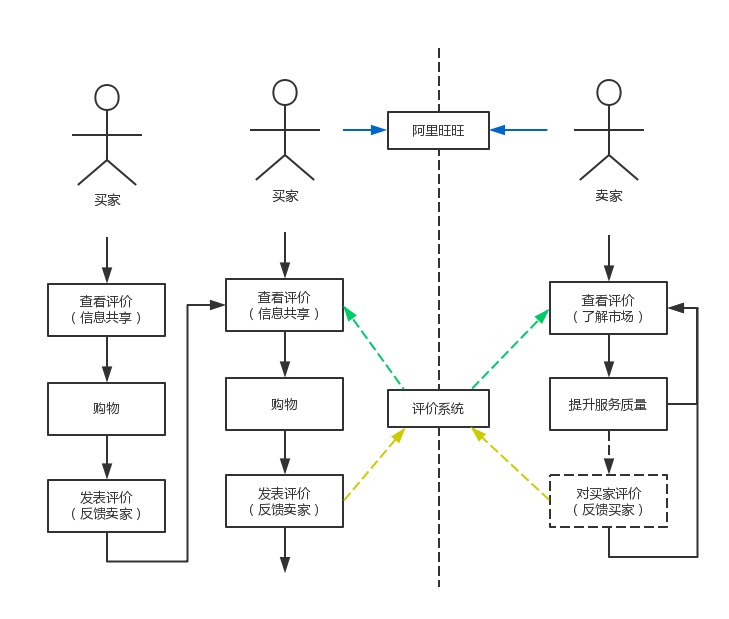 阿里旺旺
买家
买家
卖家
查看评价
（信息共享）
查看评价
（信息共享）
查看评价
（了解市场）
购物
购物
评价系统
提升服务质量
发表评价
（反馈卖家）
发表评价
（反馈卖家）
对买家评价
（反馈买家）